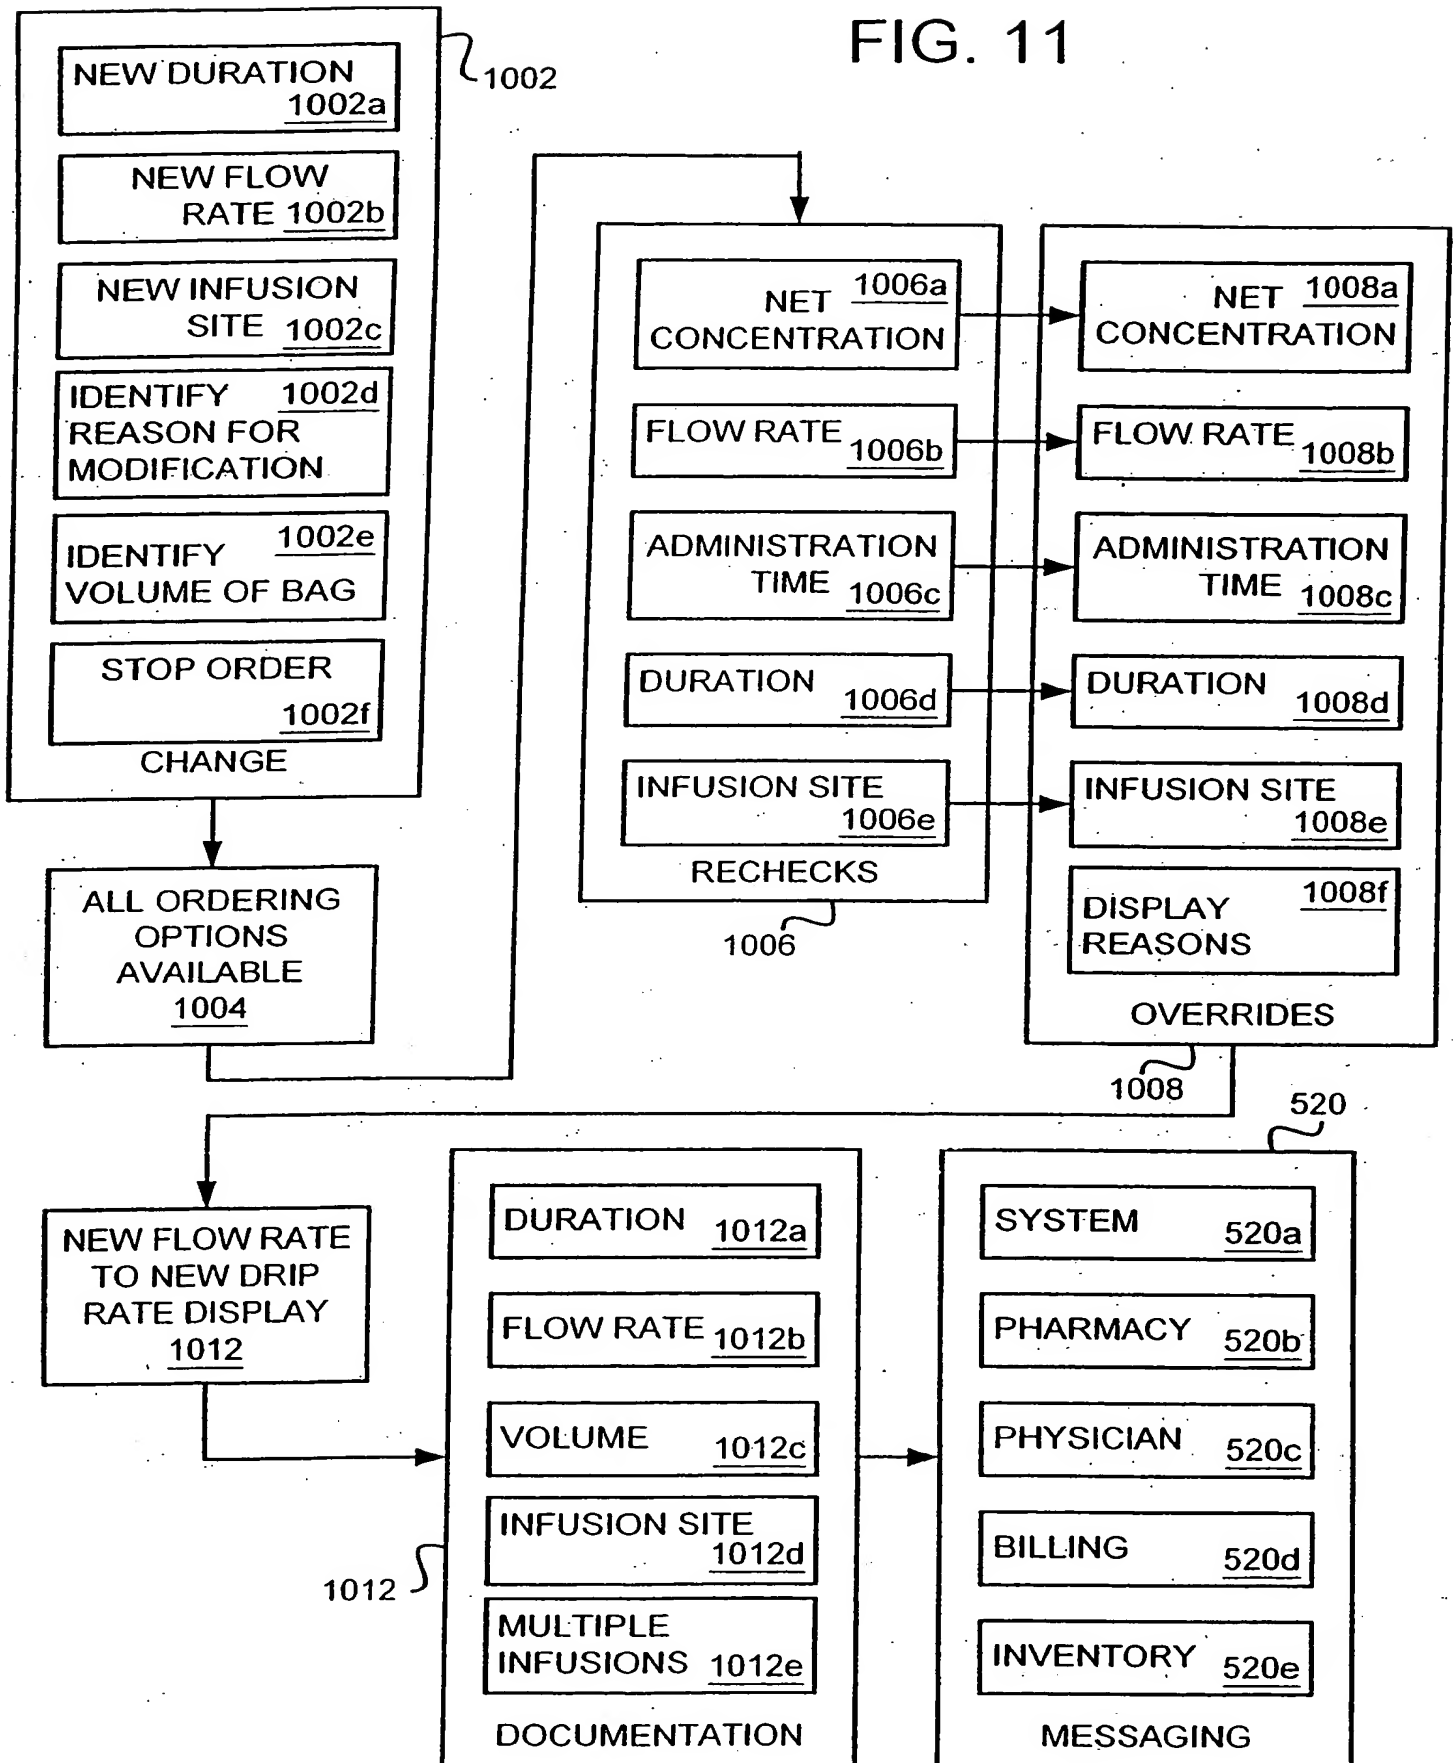 FIG. 11
NEW DURATION
1002a
NEW FLOW
RATE 1002b
NEW INFUSION
SITE 1002c
IDENTIFY 1002d
REASON FOR
MODIFICATION
1002e
IDENTIFY
VOLUME OF BAG
STOP ORDER
1002f
CHANGE
1002
ALL ORDERING
OPTIONS
AVAILABLE
1004
NET 1006a
CONCENTRATION
FLOW RATE 1006b
ADMINISTRATION
TIME 1006c
DURATION 1006d
INFUSION SITE
1006e
RECHECKS
1006
NET 1008a
CONCENTRATION
FLOW RATE 1008b
ADMINISTRATION
TIME 1008c
DURATION 1008d
INFUSION SITE
1008e
1008f
DISPLAY
REASONS
OVERRIDES
1008
NEW FLOW RATE
TO NEW DRIP
RATE DISPLAY
1012
DURATION 1012a
FLOW RATE 1012b
VOLUME 1012c
INFUSION SITE
1012d
MULTIPLE
INFUSIONS 1012e
DOCUMENTATION
1012
520
SYSTEM 520a
PHARMACY 520b
PHYSICIAN 520c
BILLING 520d
INVENTORY 520e
MESSAGING